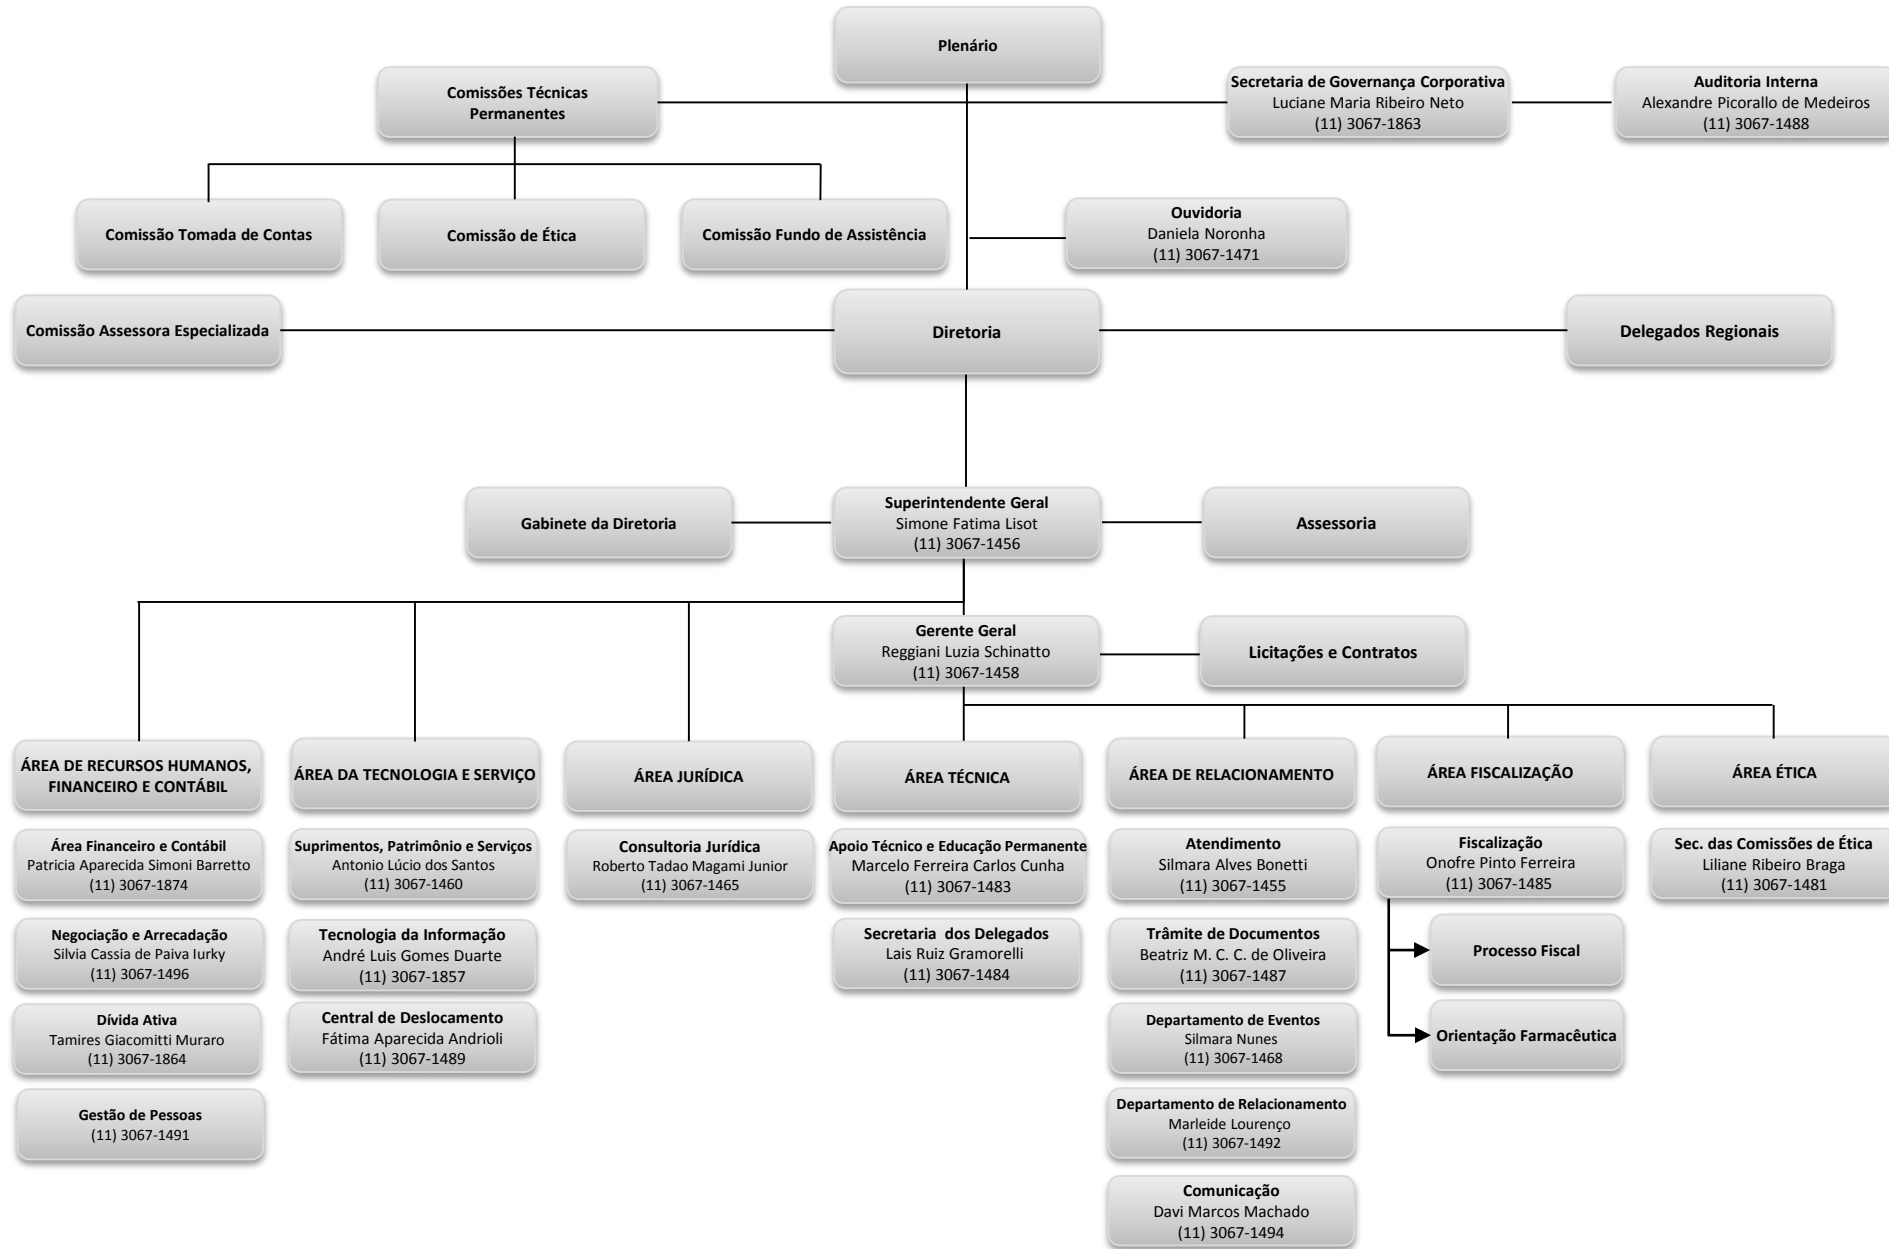 Plenário
Comissões Técnicas
Permanentes
Secretaria de Governança Corporativa
Luciane Maria Ribeiro Neto
(11) 3067-1863
Auditoria Interna
Alexandre Picorallo de Medeiros
(11) 3067-1488
Comissão Tomada de Contas
Comissão de Ética
Comissão Fundo de Assistência
Ouvidoria
Daniela Noronha
(11) 3067-1471
Comissão Assessora Especializada
Diretoria
Delegados Regionais
Gabinete da Diretoria
Superintendente Geral
Simone Fatima Lisot
(11) 3067-1456
Assessoria
Gerente Geral
Reggiani Luzia Schinatto
(11) 3067-1458
Licitações e Contratos
ÁREA DE RECURSOS HUMANOS,
FINANCEIRO E CONTÁBIL
Área Financeiro e Contábil
Patricia Aparecida Simoni Barretto
(11) 3067-1874
Negociação e Arrecadação
Silvia Cassia de Paiva Iurky
(11) 3067-1496
Dívida Ativa
Tamires Giacomitti Muraro
(11) 3067-1864
Gestão de Pessoas
(11) 3067-1491
ÁREA DA TECNOLOGIA E SERVIÇO
Suprimentos, Patrimônio e Serviços
Antonio Lúcio dos Santos
(11) 3067-1460
Tecnologia da Informação
André Luis Gomes Duarte
(11) 3067-1857
Central de Deslocamento
Fátima Aparecida Andrioli
(11) 3067-1489
ÁREA JURÍDICA
Consultoria Jurídica
Roberto Tadao Magami Junior
(11) 3067-1465
ÁREA TÉCNICA
Apoio Técnico e Educação Permanente
Marcelo Ferreira Carlos Cunha
(11) 3067-1483
Secretaria dos Delegados
Lais Ruiz Gramorelli
(11) 3067-1484
ÁREA DE RELACIONAMENTO
Atendimento
Silmara Alves Bonetti
(11) 3067-1455
Trâmite de Documentos
Beatriz M. C. C. de Oliveira
(11) 3067-1487
Departamento de Eventos
Silmara Nunes
(11) 3067-1468
Departamento de Relacionamento
Marleide Lourenço
(11) 3067-1492
Comunicação
Davi Marcos Machado
(11) 3067-1494
ÁREA FISCALIZAÇÃO
Fiscalização
Onofre Pinto Ferreira
(11) 3067-1485
Processo Fiscal
Orientação Farmacêutica
ÁREA ÉTICA
Sec. das Comissões de Ética
Liliane Ribeiro Braga
(11) 3067-1481